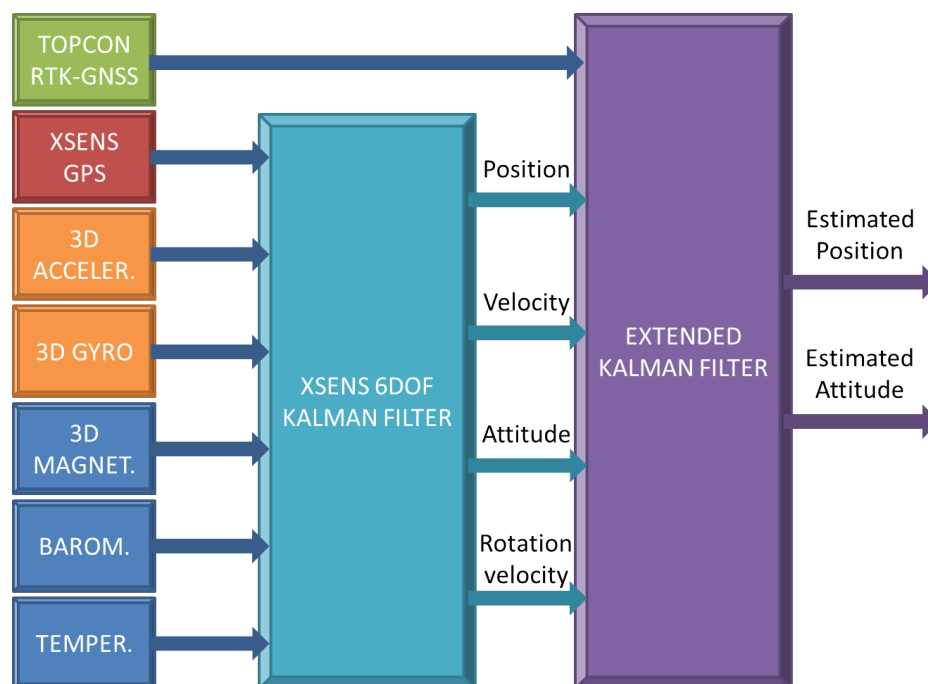 TOPCON
RTK-GNSS
XSENS
GPS
3D
ACCELER.
3D GYRO
3D
MAGNET.
BAROM.
TEMPER.
XSENS 6DOF
KALMAN FILTER
Position
Velocity
Attitude
Rotation
velocity
EXTENDED
KALMAN FILTER
Estimated
Position
Estimated
Attitude